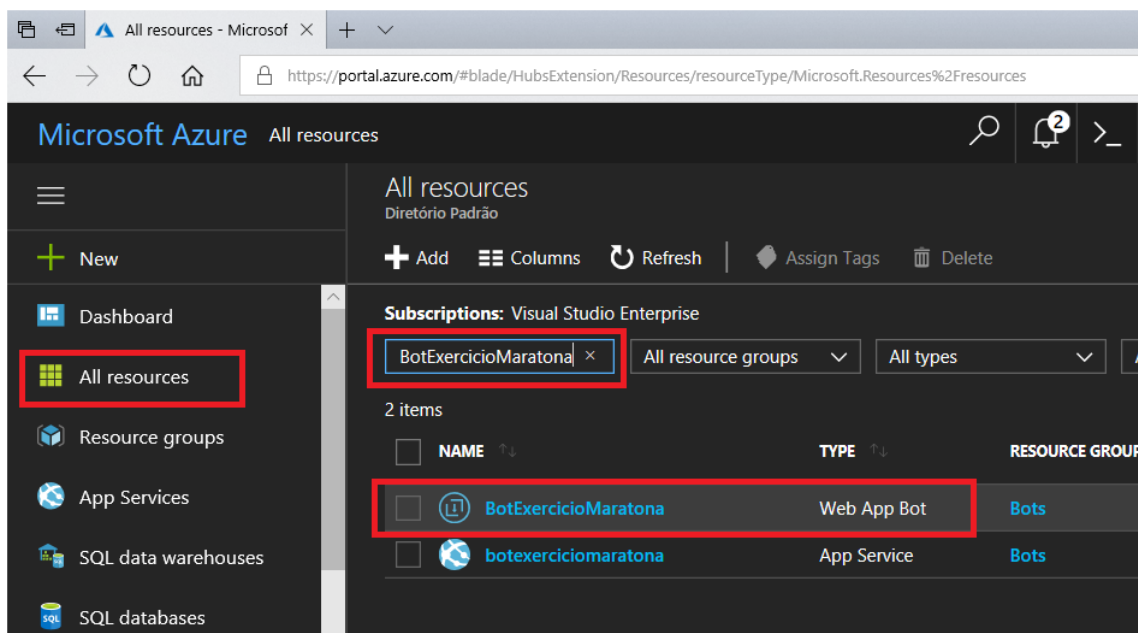 All resources - Microsof
https://portal.azure.com/#blade/HubsExtension/Resources/resourceType/Microsoft.Resources%2Fresources
Microsoft Azure All resources
2
All resources
Diretório Padrão
New
Add Columns Refresh Assign Tags Delete
Dashboard
All resources
Resource groups
App Services
SQL data warehouses
SQL databases
Subscriptions: Visual Studio Enterprise
BotExercicioMaratona All resource groups All types
2 items
NAME TYPE RESOURCE GROUP
BotExercicioMaratona Web App Bot Bots
botexerciciomaratona App Service Bots